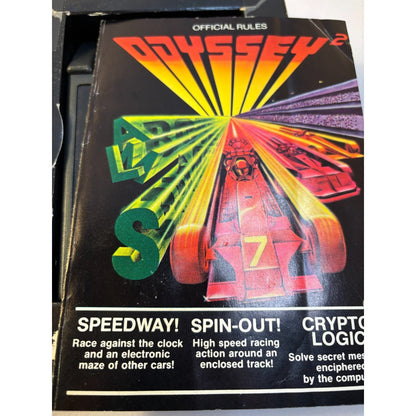 OFFICIAL RULES
ODYSSEY2
S
7
SPEEDWAY!
Race against the clock
and an electronic
maze of other cars!
SPIN-OUT!
High speed racing
action around an
enclosed track!
CRYPTO
LOGIC
Solve secret mes
enciphere
by the compu